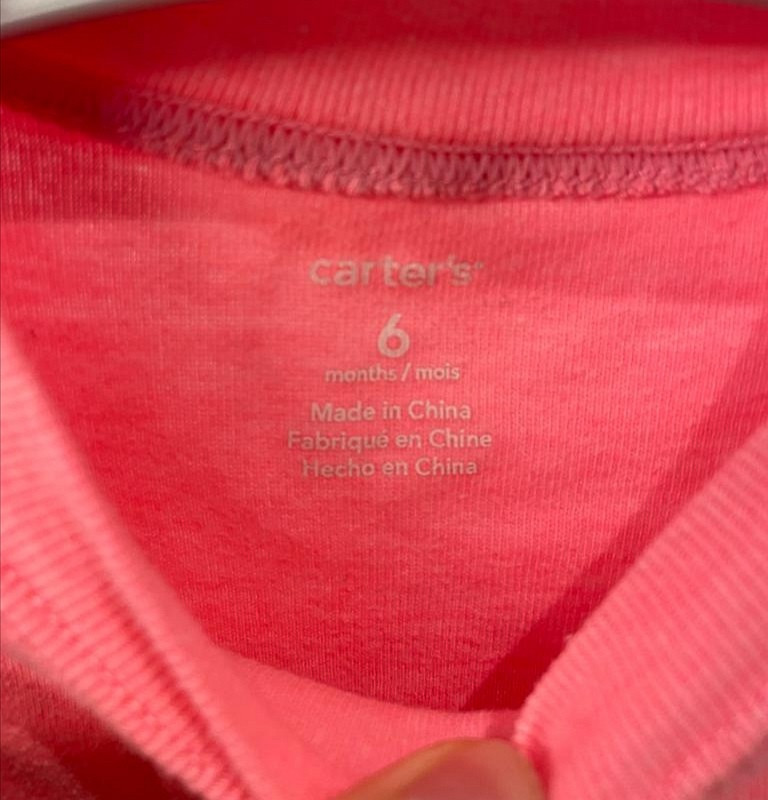 carter's
6
months / mois
Made in China
Fabriqué en Chine
Hecho en China